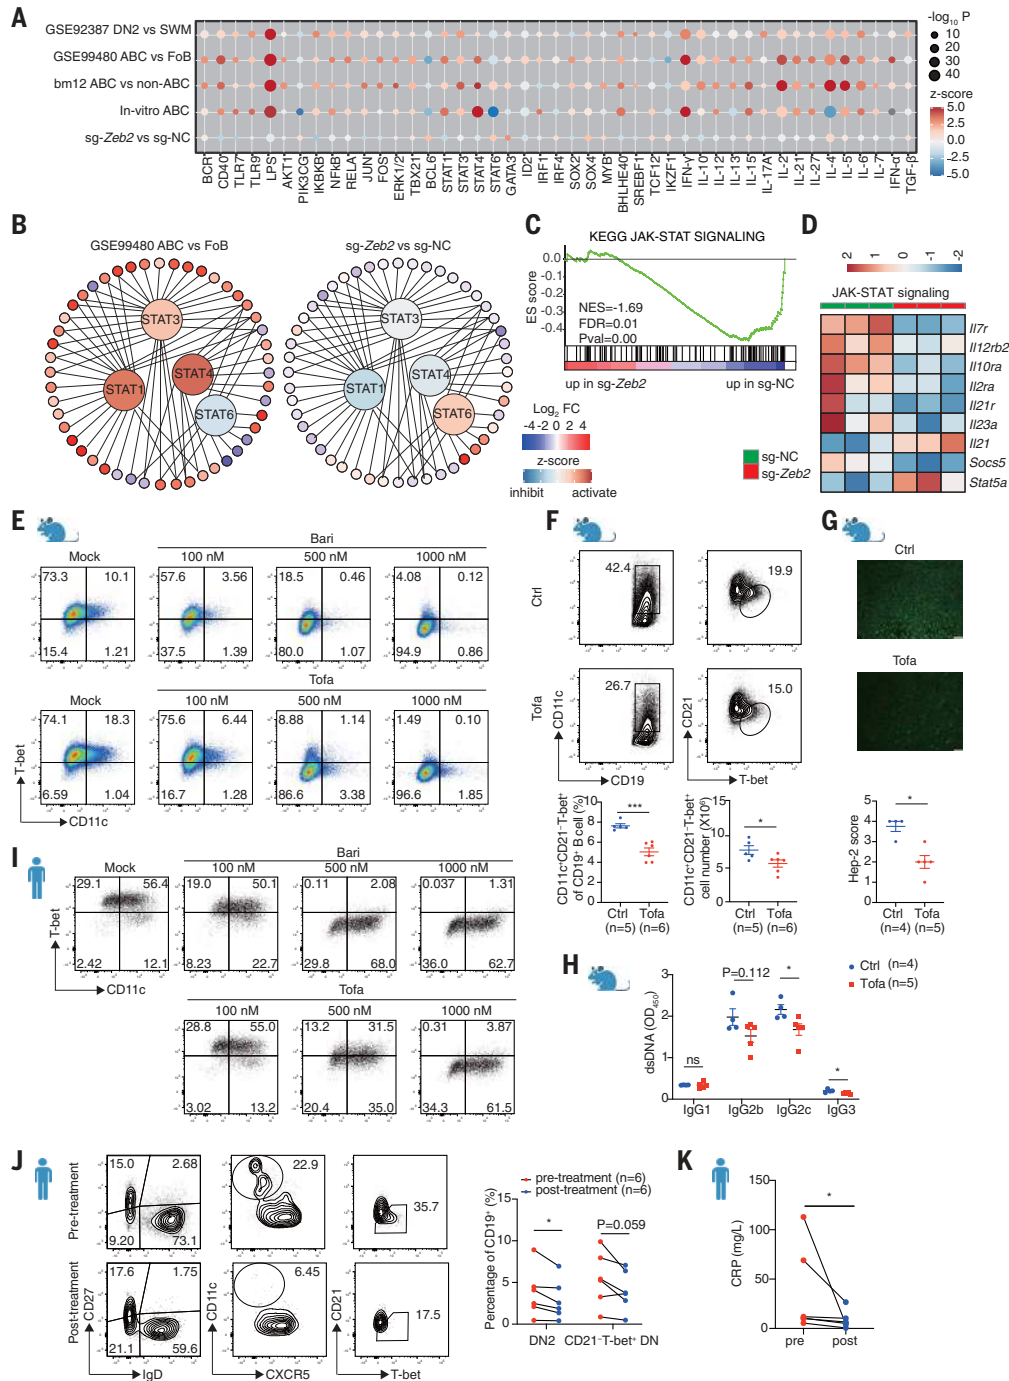 A
GSE92387 DN2 vs SWM
GSE99480 ABC vs FoB
bm12 ABC vs non-ABC
In-vitro ABC
sg-Zeb2 vs sg-NC
BCR
CD40
TLR7
TLR9
LPS
AKT1
PIK3CG
IKBKB
NFKB
RELA
JUN
FOS
ERK1/2
TBX21
BCL6
STAT1
STAT3
STAT4
STAT6
GATA3
ID2
IRF1
IRF4
SOX2
SOX4
MYB
BHLHE40
SREBF1
TCF12
IKZF1
IFN-γ
IL-10
IL-12
IL-13
IL-15
IL-17A
IL-2
IL-21
IL-27
IL-4
IL-5
IL-6
IL-7
IFN-α
TGF-β
-log10 P
10
20
30
40
z-score
5.0
2.5
0.0
-2.5
-5.0
B
GSE99480 ABC vs FoB
STAT3
STAT4
STAT1
STAT6
sg-Zeb2 vs sg-NC
STAT3
STAT4
STAT1
STAT6
Log2 FC
-4 -2 0 2 4
z-score
inhibit activate
C
KEGG JAK-STAT SIGNALING
ES score
0.0
-0.1
-0.2
-0.3
-0.4
NES=-1.69
FDR=0.01
Pval=0.00
up in sg-Zeb2 up in sg-NC
D
2 1 0 -1 -2
JAK-STAT signaling
Il7r
Il12rb2
Il10ra
Il2ra
Il21r
Il23a
Il21
Socs5
Stat5a
sg-NC
sg-Zeb2
E
Bari
Mock 100 nM 500 nM 1000 nM
73.3 10.1 57.6 3.56 18.5 0.46 4.08 0.12
15.4 1.21 37.5 1.39 80.0 1.07 94.9 0.86
Tofa
Mock 100 nM 500 nM 1000 nM
74.1 18.3 75.6 6.44 8.88 1.14 1.49 0.10
6.59 1.04 16.7 1.28 86.6 3.38 96.6 1.85
T-bet
CD11c
F
Ctrl
42.4 19.9
Tofa
26.7 15.0
CD11c
CD19
CD21
T-bet
CD11c+CD21-T-bet+ of CD19+ B cell (%)
10
8
6
4
2
0
***
Ctrl (n=5)
Tofa (n=6)
CD11c+CD21-T-bet+ cell number (X10⁶)
15
10
5
0
*
Ctrl (n=5)
Tofa (n=6)
G
Ctrl
Tofa
Hep-2 score
5
4
3
2
1
0
*
Ctrl (n=4)
Tofa (n=5)
H
dsDNA (OD450)
3
2
1
0
ns
P=0.112
*
*
IgG1 IgG2b IgG2c IgG3
Ctrl (n=4)
Tofa (n=5)
I
Bari
Mock 100 nM 500 nM 1000 nM
29.1 56.4 19.0 50.1 0.11 2.08 0.037 1.31
2.42 12.1 8.23 22.7 29.8 68.0 36.0 62.7
T-bet
CD11c
Tofa
100 nM 500 nM 1000 nM
28.8 55.0 13.2 31.5 0.31 3.87
3.02 13.2 20.4 35.0 34.3 61.5
J
Pre-treatment
15.0 2.68 22.9
35.7
9.20 73.1
Post-treatment
17.6 1.75 6.45
17.5
21.1 59.6
CD27
IgD
CD11c
CXCR5
CD21
T-bet
pre-treatment (n=6)
post-treatment (n=6)
Percentage of CD19+ (%)
15
10
5
0
*
P=0.059
DN2 CD21-T-bet+ DN
K
CRP (mg/L)
150
100
50
0
*
pre post